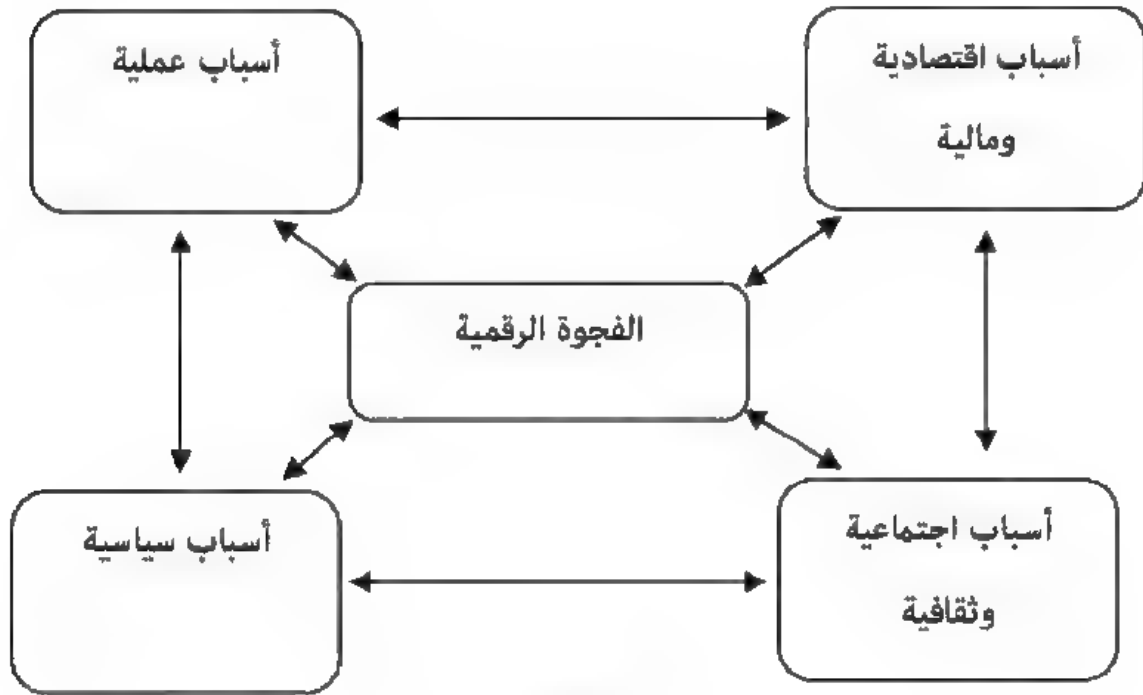 أسباب اقتصادية
ومالية
أسباب عملية
الفجوة الرقمية
أسباب اجتماعية
وثقافية
أسباب سياسية